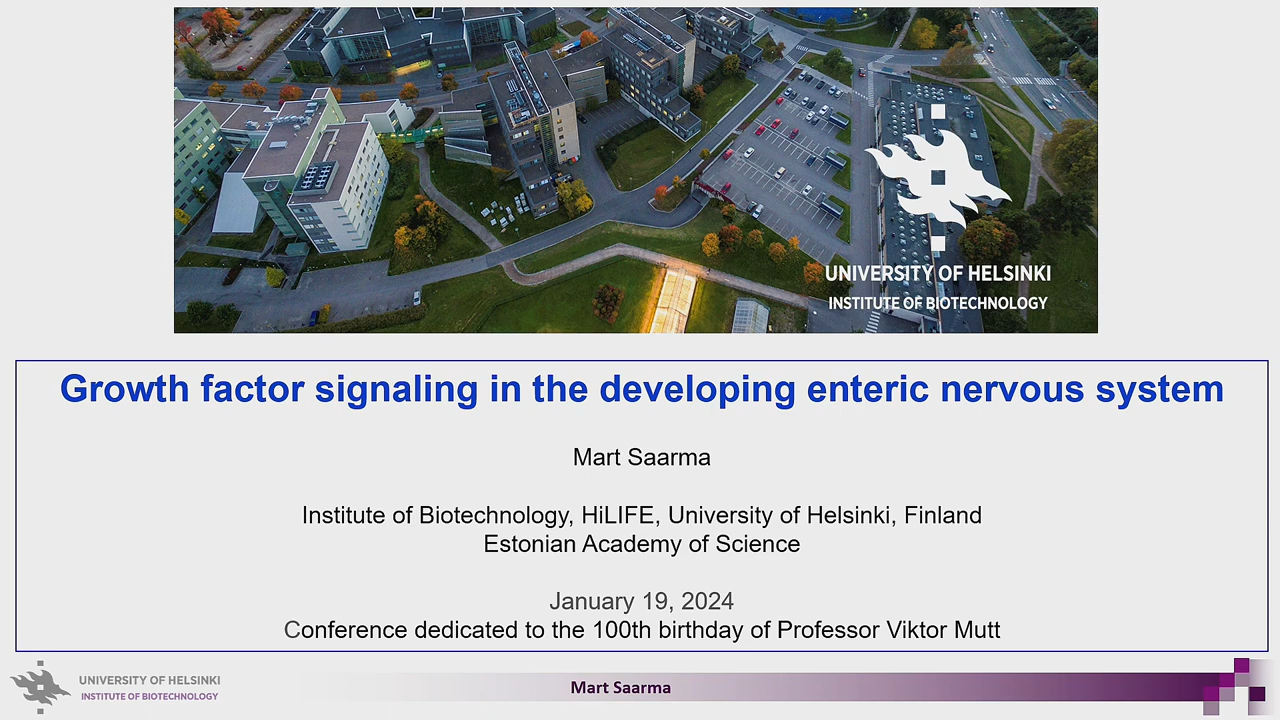 UNIVERSITY OF HELSINKI
INSTITUTE OF BIOTECHNOLOGY
Growth factor signaling in the developing enteric nervous system
Mart Saarma
Institute of Biotechnology, HiLIFE, University of Helsinki, Finland
Estonian Academy of Science
January 19, 2024
Conference dedicated to the 100th birthday of Professor Viktor Mutt
UNIVERSITY OF HELSINKI
INSTITUTE OF BIOTECHNOLOGY
Mart Saarma